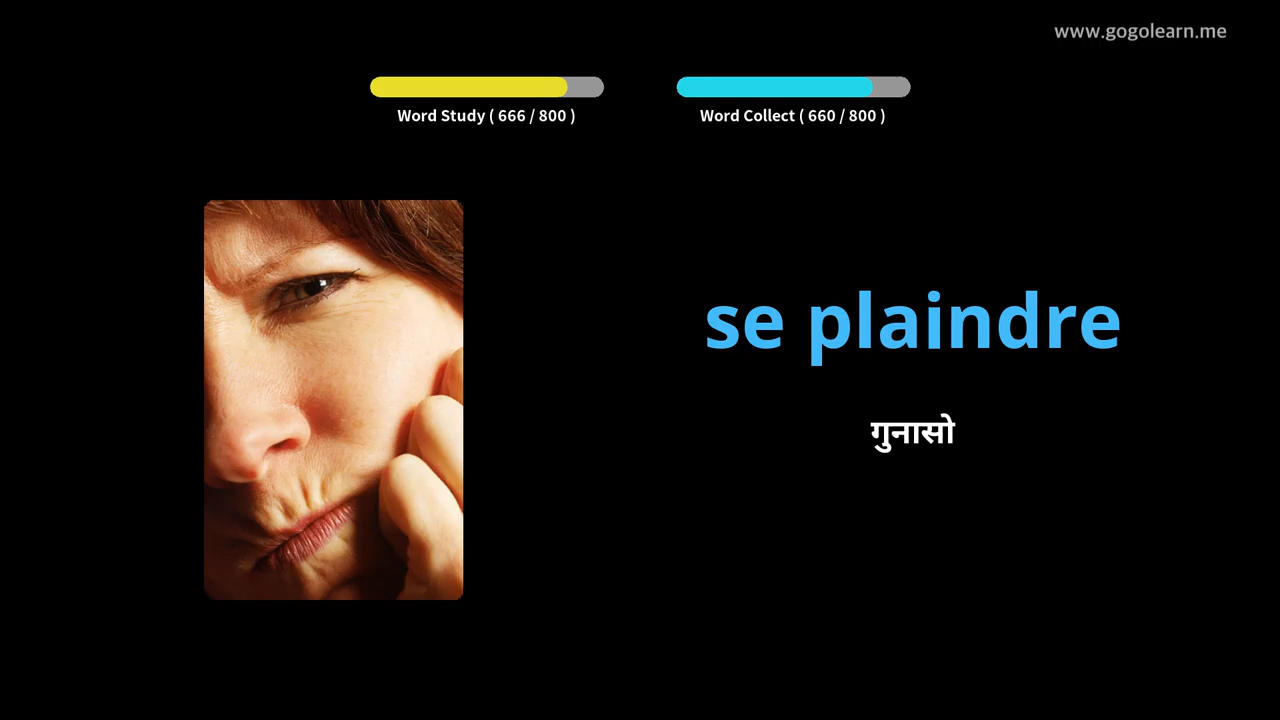 www.gogolearn.me
Word Study ( 666 / 800 )
Word Collect ( 660 / 800 )
se plaindre
गुनासो